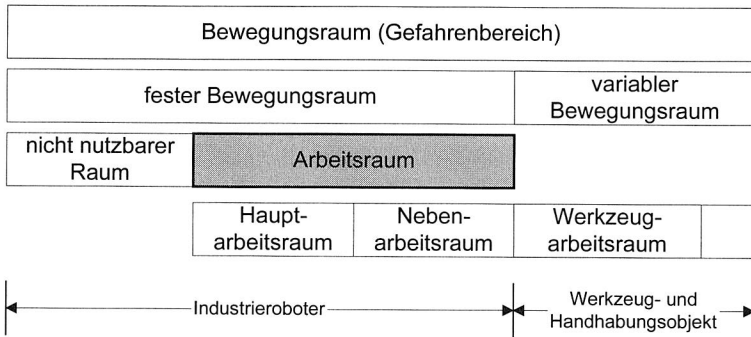 Bewegungsraum (Gefahrenbereich)
fester Bewegungsraum
variabler
Bewegungsraum
nicht nutzbarer
Raum
Arbeitsraum
Haupt-
arbeitsraum
Neben-
arbeitsraum
Werkzeug-
arbeitsraum
Industrieroboter
Werkzeug- und
Handhabungsobjekt